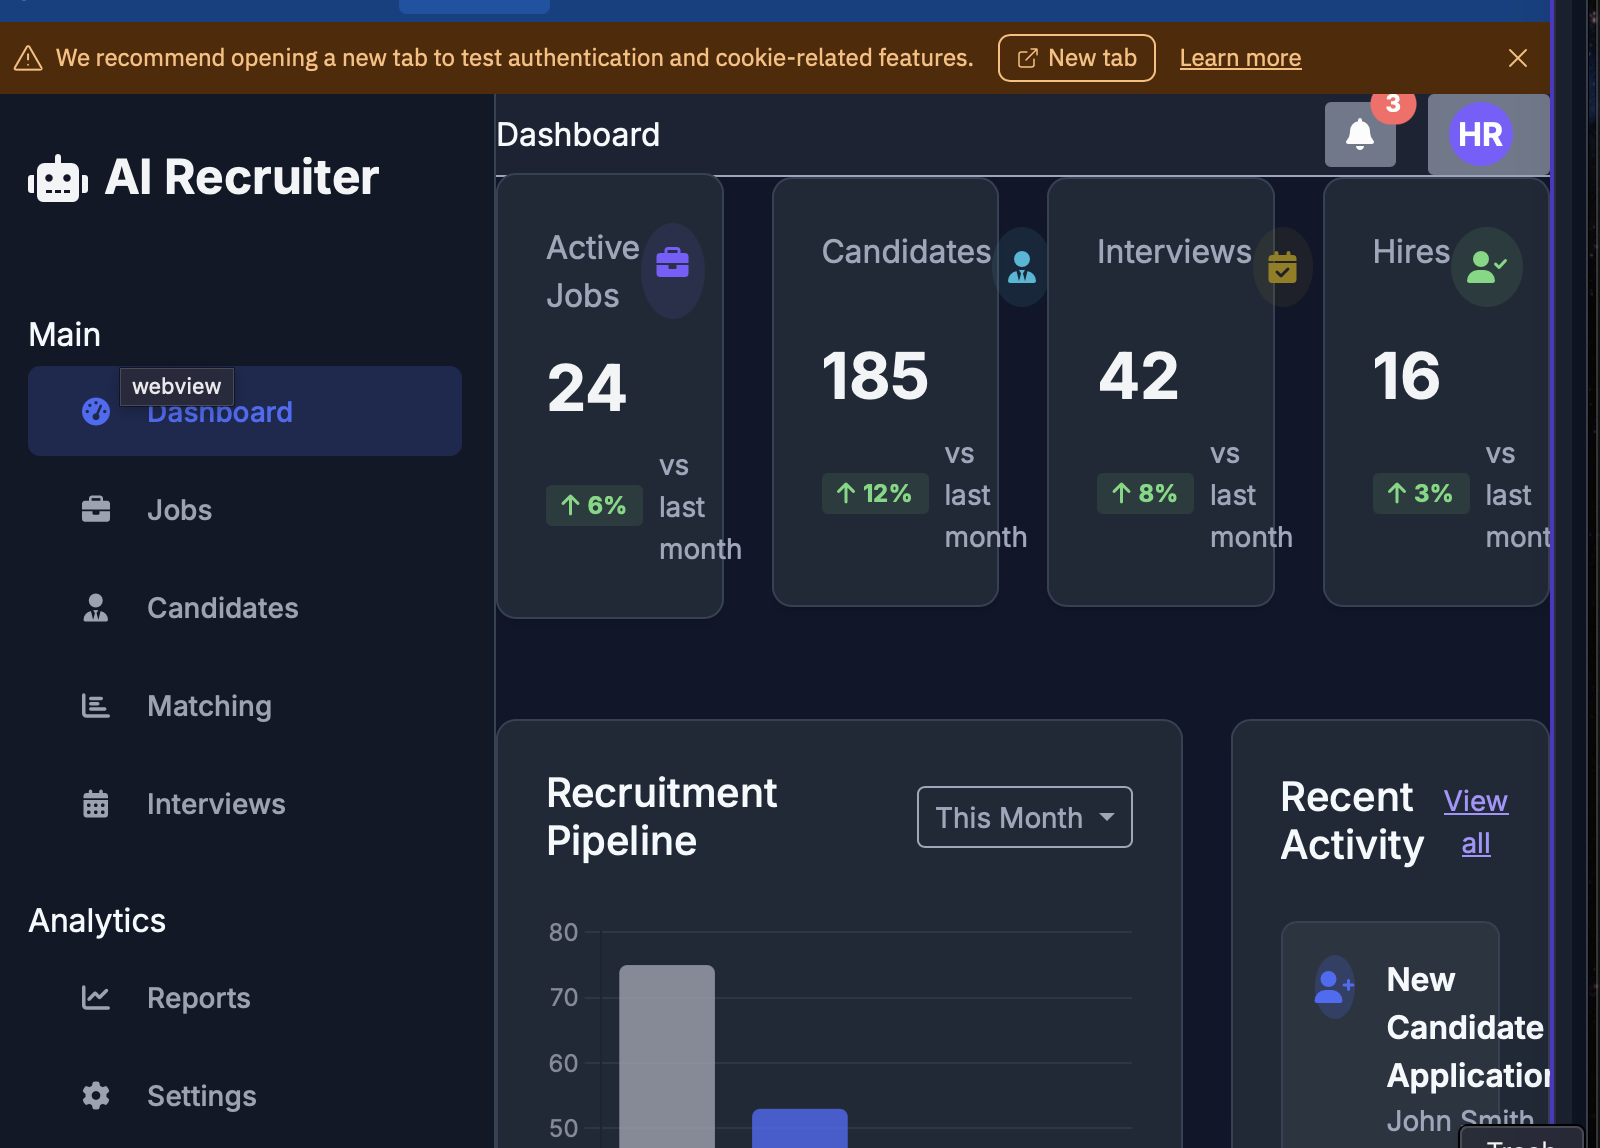 We recommend opening a new tab to test authentication and cookie-related features.
New tab
Learn more
AI Recruiter
Dashboard
3
HR
Main
webview
Dashboard
Jobs
Candidates
Matching
Interviews
Analytics
Reports
Settings
Active
Jobs
24
6%
vs
last
month
Candidates
185
12%
vs
last
month
Interviews
42
8%
vs
last
month
Hires
16
3%
vs
last
mont
Recruitment
Pipeline
This Month
80
70
60
50
Recent
Activity
View
all
New
Candidate
Application
John Smith